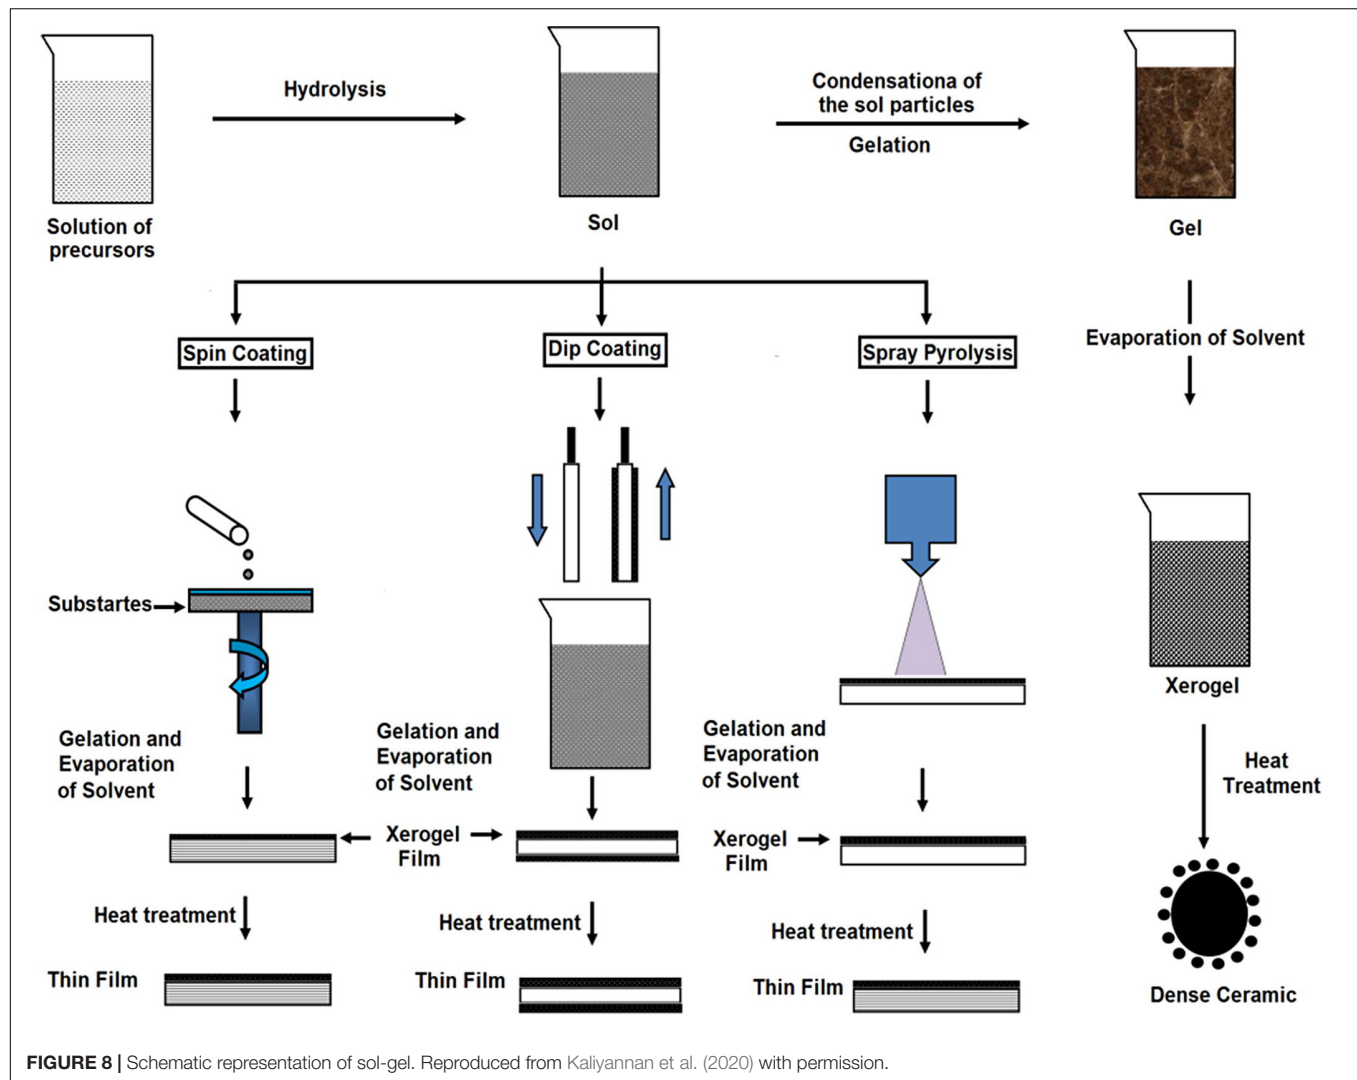 Solution of
precursors
Hydrolysis
Sol
Condensationa of
the sol particles
Gelation
Gel
Spin Coating
Dip Coating
Spray Pyrolysis
Evaporation of Solvent
Substartes
Xerogel
Gelation and
Evaporation
of Solvent
Gelation and
Evaporation
of Solvent
Gelation and
Evaporation
of Solvent
Heat
Treatment
Xerogel
Film
Xerogel
Film
Heat treatment
Heat treatment
Heat treatment
Thin Film
Thin Film
Thin Film
Dense Ceramic
FIGURE 8 | Schematic representation of sol-gel. Reproduced from Kaliyannan et al. (2020) with permission.